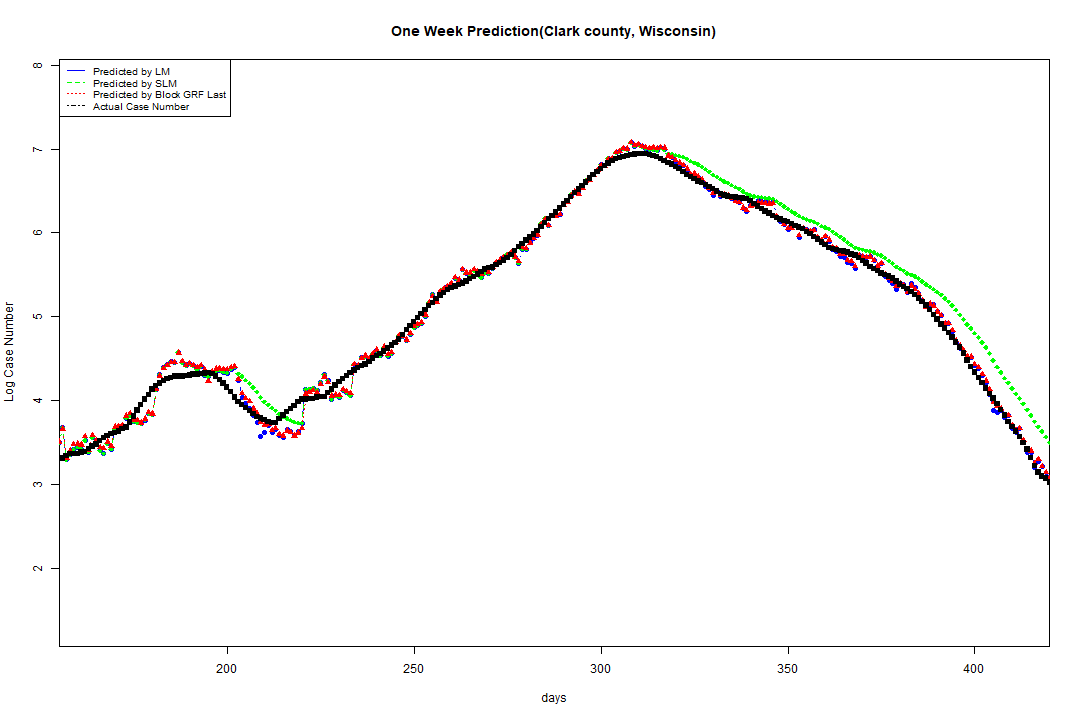 One Week Prediction(Clark county, Wisconsin)
8
Predicted by LM
Predicted by SLM
Predicted by Block GRF Last
Actual Case Number
7
6
5
4
3
2
Log Case Number
200 250 300 350 400
days